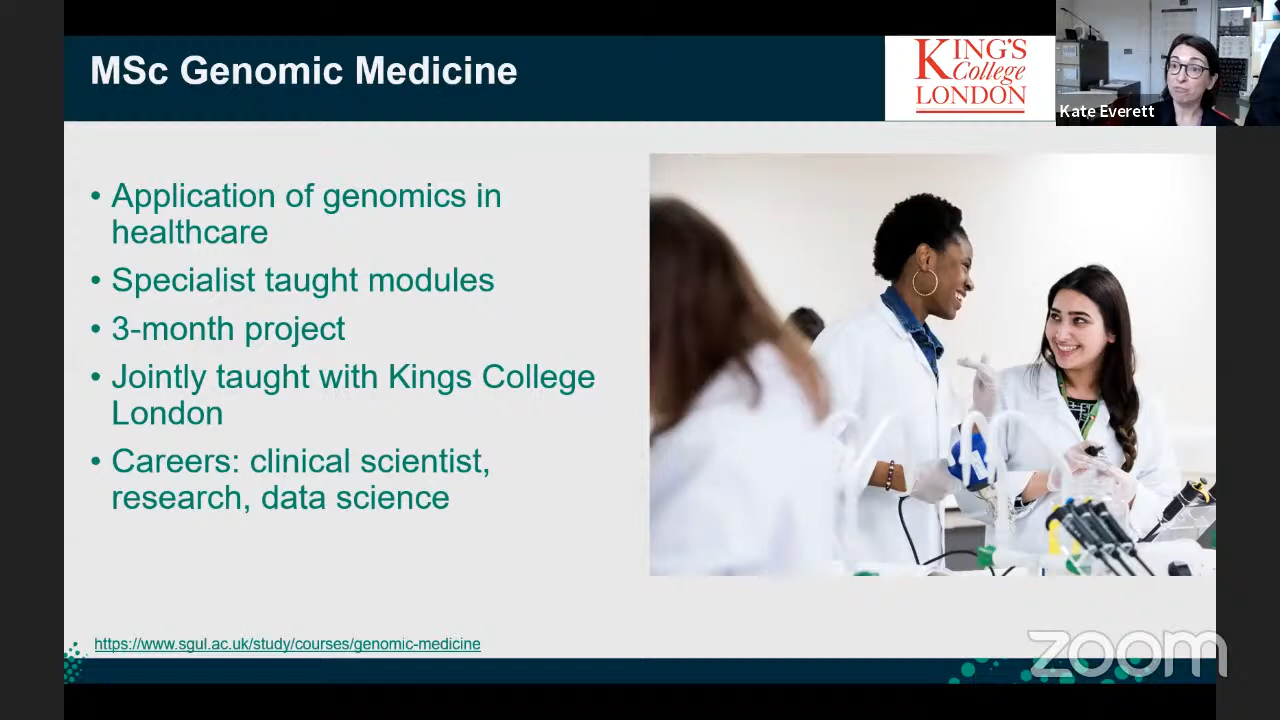 MSc Genomic Medicine
KING'S
College
LONDON
Kate Everett
• Application of genomics in
healthcare
• Specialist taught modules
• 3-month project
• Jointly taught with Kings College
London
• Careers: clinical scientist,
research, data science
https://www.sgul.ac.uk/study/courses/genomic-medicine
zoom